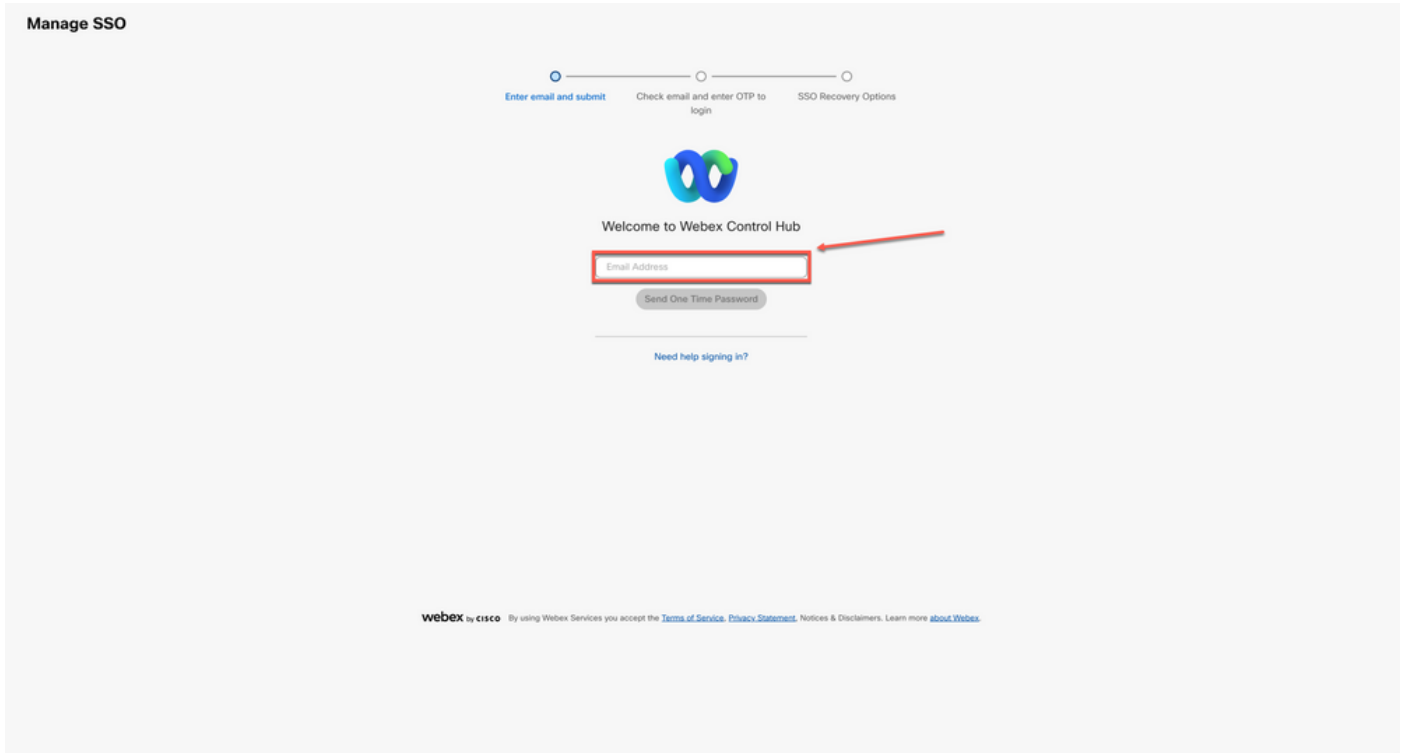 Manage SSO
Enter email and submit
Check email and enter OTP to
login
SSO Recovery Options
Welcome to Webex Control Hub
Email Address
Send One Time Password
Need help signing in?
webex by CISCO By using Webex Services you accept the Terms of Service, Privacy Statement, Notices & Disclaimers. Learn more about Webex.